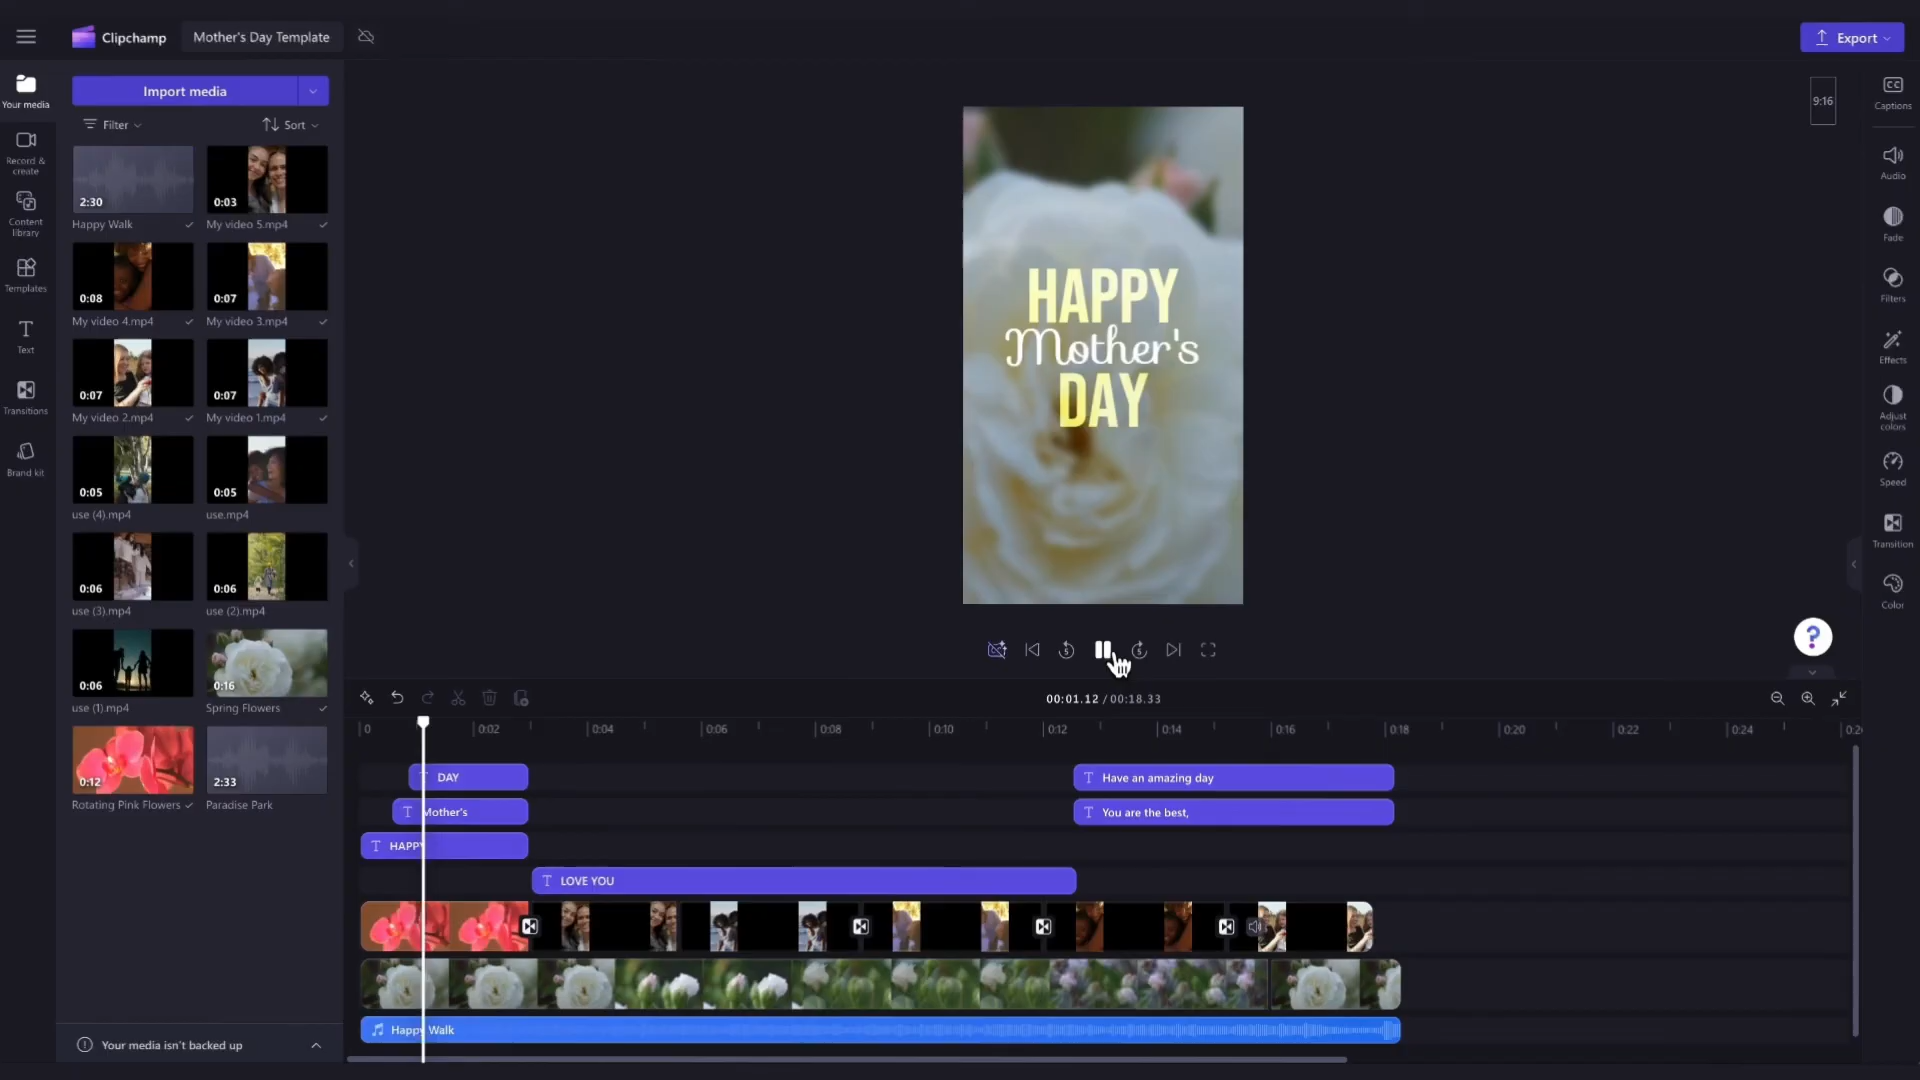 Clipchamp
Mother's Day Template
Export
Your media
Import media
Filter
Sort
9:16
Captions
Record &
create
2:30
Happy Walk
0:03
My video 5.mp4
Audio
Content
library
0:08
My video 4.mp4
0:07
My video 3.mp4
Fade
Templates
HAPPY
Mother's
DAY
Filters
Text
0:07
My video 2.mp4
0:07
My video 1.mp4
Effects
Transitions
Adjust
colors
Brand kit
0:05
use (4).mp4
0:05
use.mp4
Speed
0:06
use (3).mp4
0:06
use (2).mp4
Transition
Color
0:06
use (1).mp4
0:16
Spring Flowers
?
5
5
00:01.12 / 00:18.33
0
0:02
0:04
0:06
0:08
0:10
0:12
0:14
0:16
0:18
0:20
0:22
0:24
0:12
Rotating Pink Flowers
2:33
Paradise Park
T DAY
T Have an amazing day
T Mother's
T You are the best,
T HAPPY
T LOVE YOU
Happy Walk
Your media isn't backed up